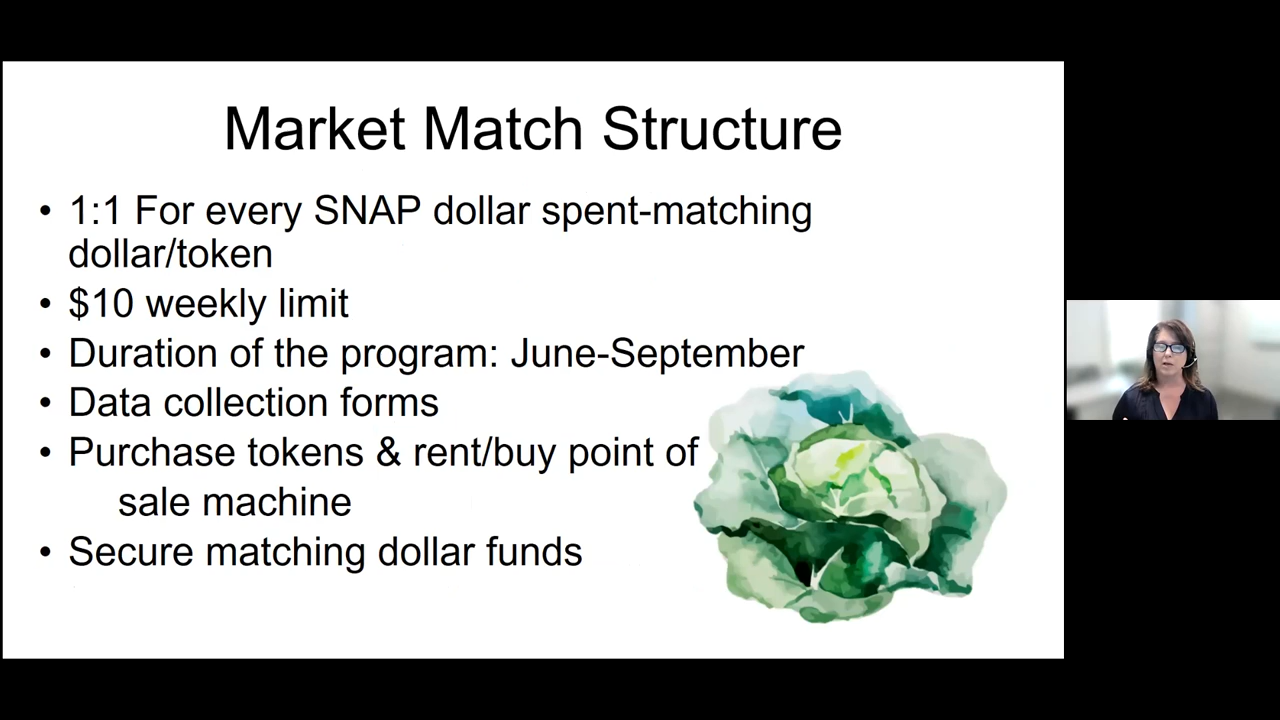 Market Match Structure
• 1:1 For every SNAP dollar spent-matching
dollar/token
• $10 weekly limit
• Duration of the program: June-September
• Data collection forms
• Purchase tokens & rent/buy point of
sale machine
• Secure matching dollar funds